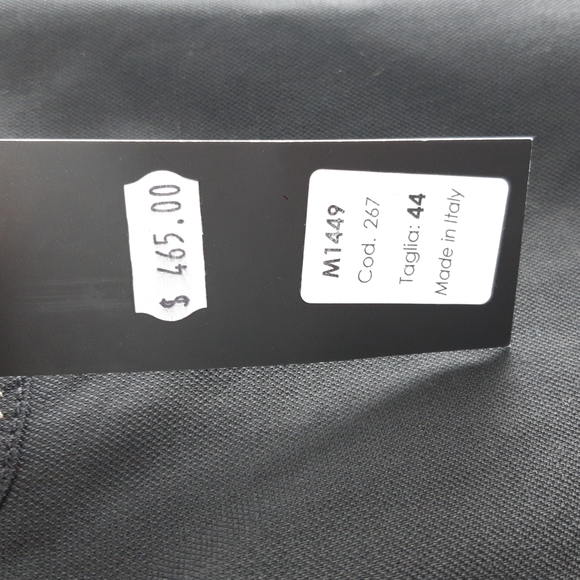 $ 465.00
M1449
Cod. 267
Taglia: 44
Made in Italy